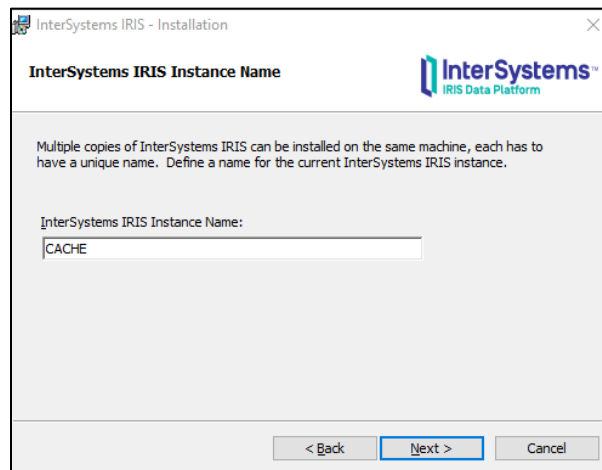 InterSystems IRIS - Installation
InterSystems IRIS Instance Name
InterSystems™
IRIS Data Platform
Multiple copies of InterSystems IRIS can be installed on the same machine, each has to
have a unique name.  Define a name for the current InterSystems IRIS instance.
InterSystems IRIS Instance Name:
CACHE
< Back
Next >
Cancel